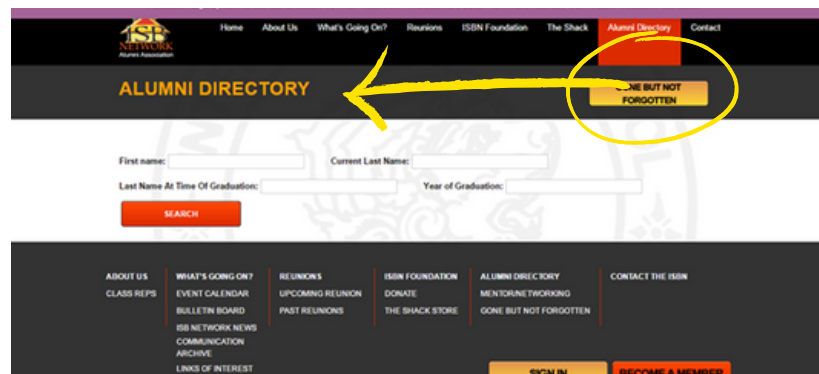 ISB
NETWORK
Alumni Association
Home About Us What's Going On? Reunions ISBN Foundation The Shack Alumni Directory Contact
ALUMNI DIRECTORY
GONE BUT NOT
FORGOTTEN
First name: Current Last Name:
Last Name At Time Of Graduation: Year of Graduation:
SEARCH
ABOUT US WHAT'S GOING ON? REUNIONS ISBN FOUNDATION ALUMNI DIRECTORY CONTACT THE ISBN
CLASS REPS EVENT CALENDAR UPCOMING REUNION DONATE MENTOR/NETWORKING
BULLETIN BOARD PAST REUNIONS THE SHACK STORE GONE BUT NOT FORGOTTEN
ISB NETWORK NEWS
COMMUNICATION
ARCHIVE
LINKS OF INTEREST
SIGN IN BECOME A MEMBER